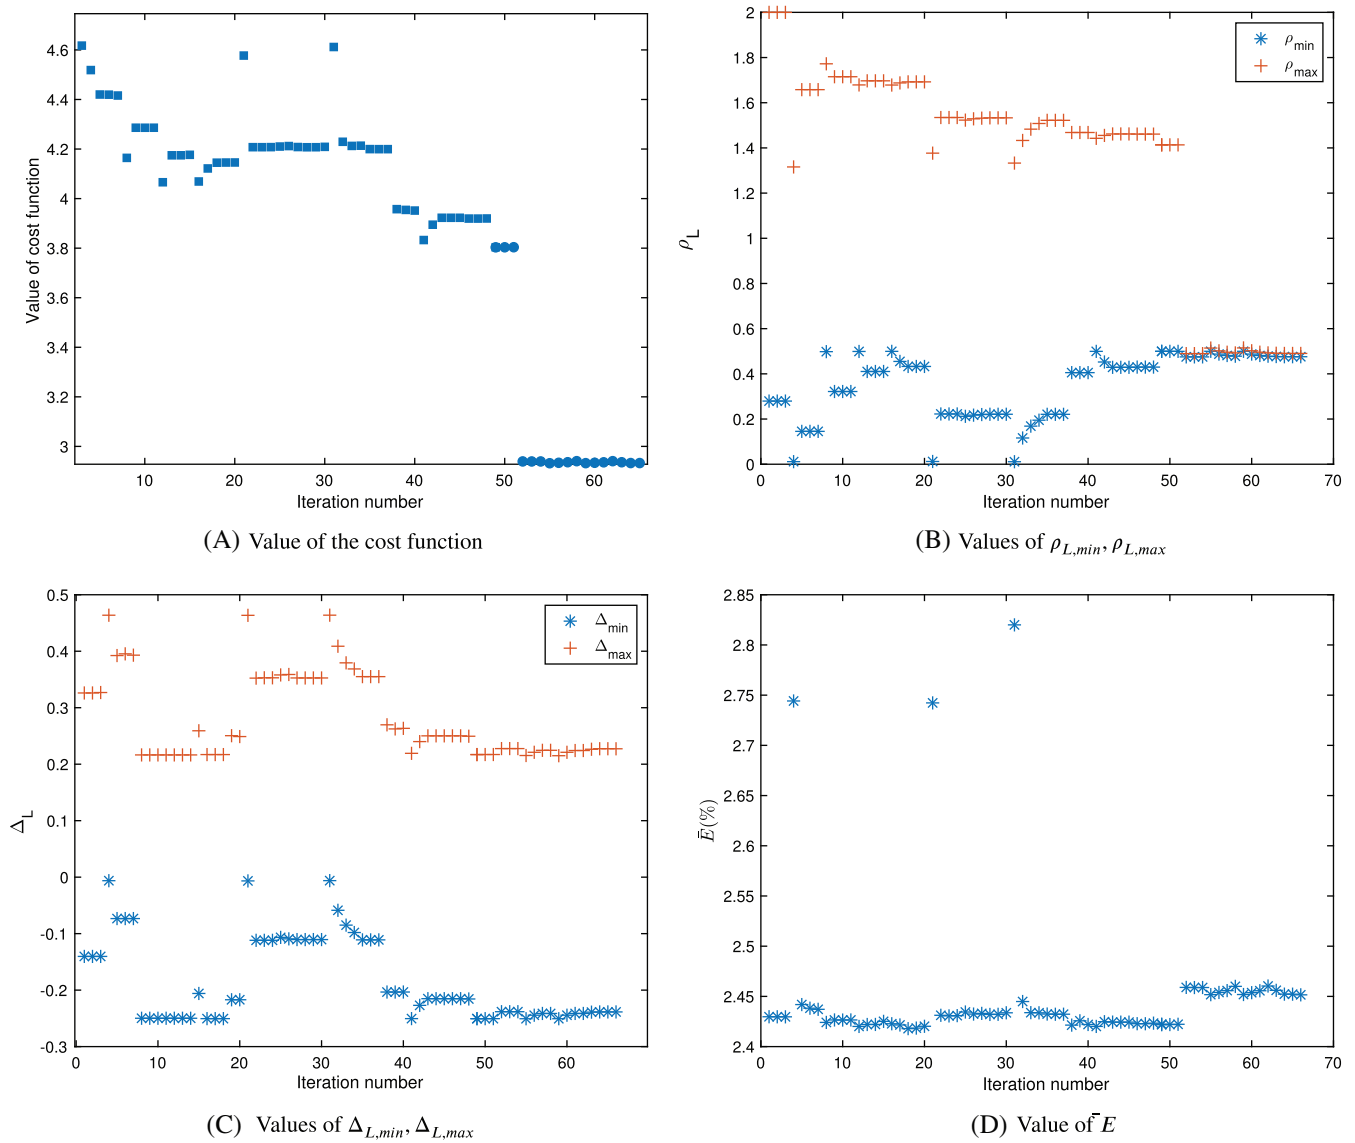 4.6
4.4
4.2
4
3.8
3.6
3.4
3.2
3
10 20 30 40 50 60
Value of cost function
Iteration number
(A) Value of the cost function
2
1.8
1.6
1.4
1.2
1
0.8
0.6
0.4
0.2
0
0 10 20 30 40 50 60 70
ρL
ρmin
ρmax
Iteration number
(B) Values of ρL,min, ρL,max
0.5
0.4
0.3
0.2
0.1
0
-0.1
-0.2
-0.3
0 10 20 30 40 50 60
ΔL
Δmin
Δmax
Iteration number
(C) Values of ΔL,min, ΔL,max
2.85
2.8
2.75
2.7
2.65
2.6
2.55
2.5
2.45
2.4
0 10 20 30 40 50 60 70
Ē(%)
Iteration number
(D) Value of ¯E